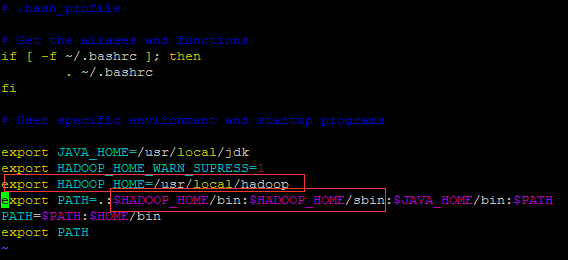 # .bash_profile
# Get the aliases and functions
if [ -f ~/.bashrc ]; then
. ~/.bashrc
fi
# User specific environment and startup programs
export JAVA_HOME=/usr/local/jdk
export HADOOP_HOME_WARN_SUPRESS=1
export HADOOP_HOME=/usr/local/hadoop
export PATH=.:$HADOOP_HOME/bin:$HADOOP_HOME/sbin:$JAVA_HOME/bin:$PATH
PATH=$PATH:$HOME/bin
export PATH
~